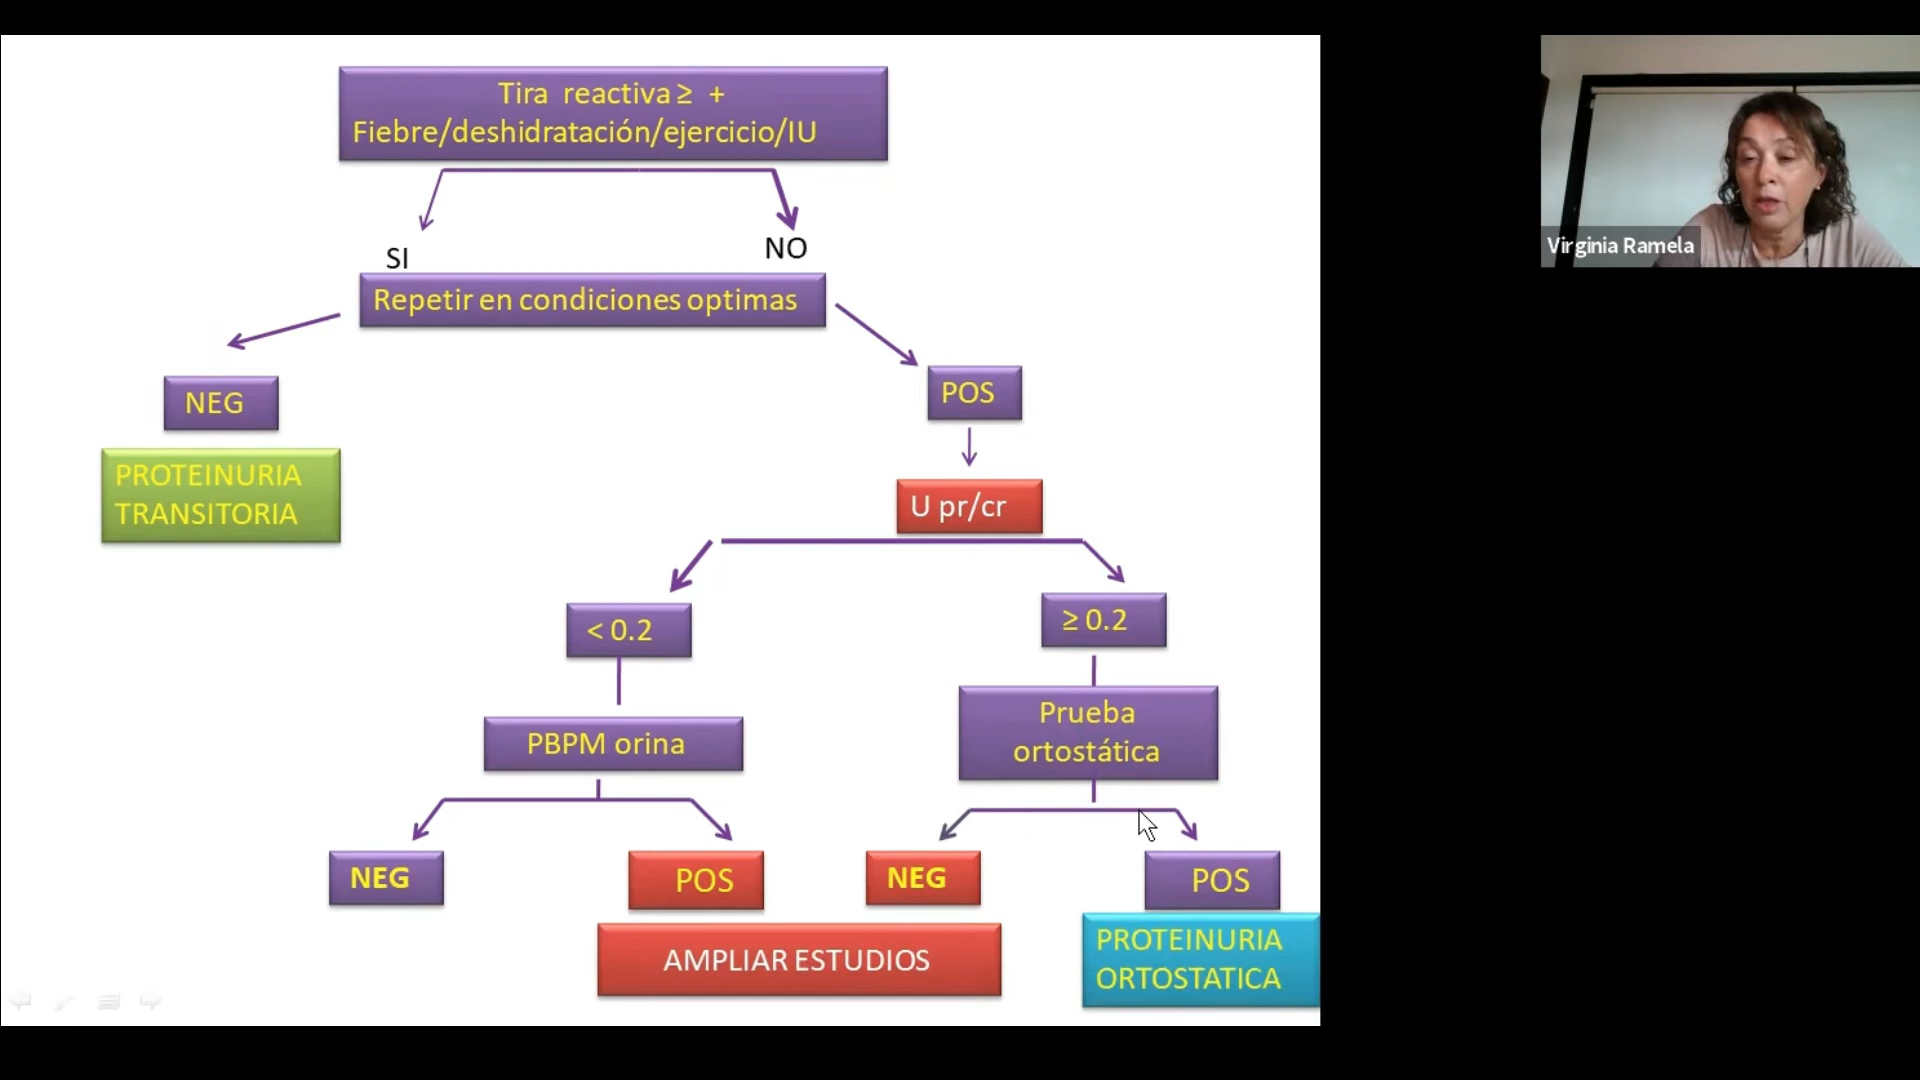 Tira reactiva ≥ +
Fiebre/deshidratación/ejercicio/IU
SI
NO
Repetir en condiciones optimas
NEG
POS
PROTEINURIA
TRANSITORIA
U pr/cr
< 0.2
≥ 0.2
PBPM orina
Prueba
ortostática
NEG
POS
NEG
POS
AMPLIAR ESTUDIOS
PROTEINURIA
ORTOSTATICA
Virginia Ramela